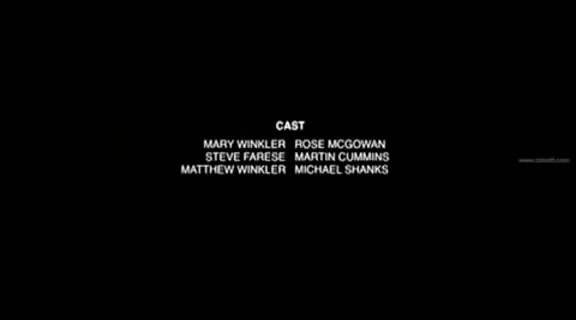 CAST
MARY WINKLER ROSE MCGOWAN
STEVE FARESE MARTIN CUMMINS
MATTHEW WINKLER MICHAEL SHANKS